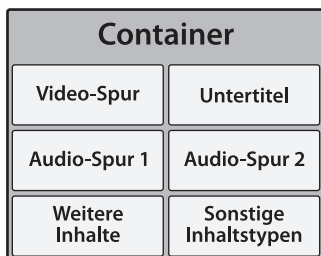 Container
Video-Spur
Untertitel
Audio-Spur 1
Audio-Spur 2
Weitere
Inhalte
Sonstige
Inhaltstypen